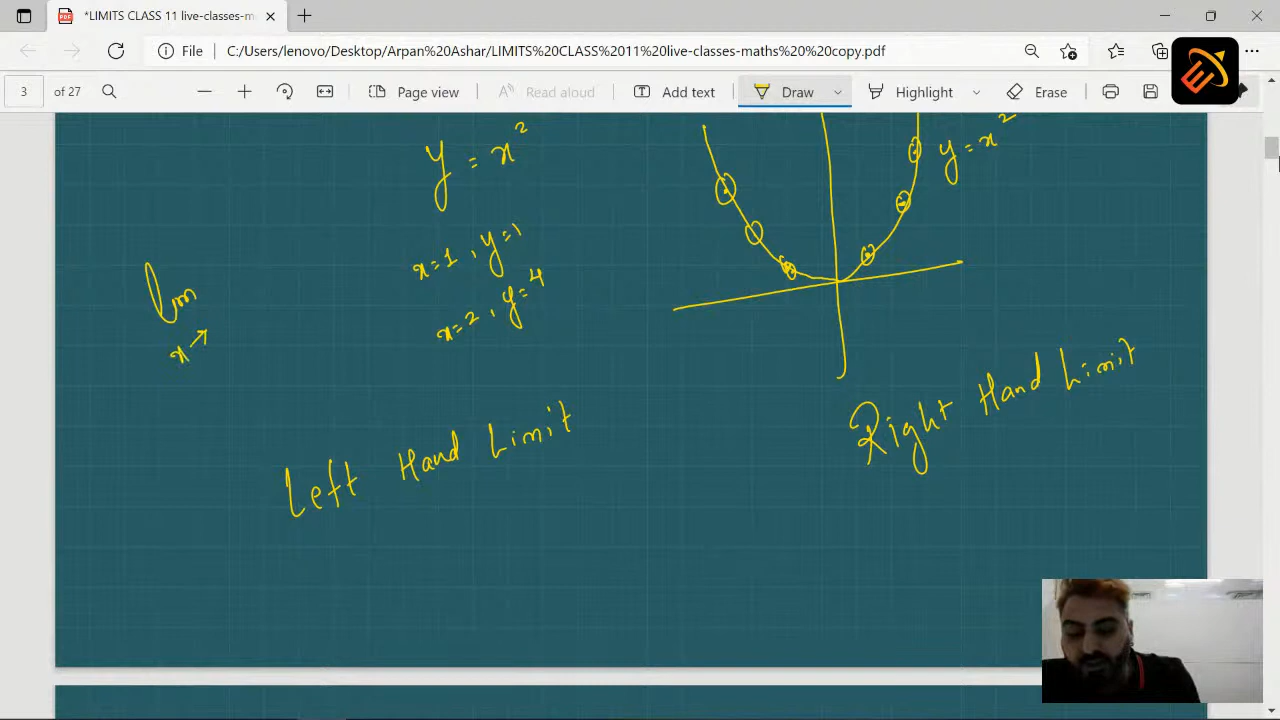 *LIMITS CLASS 11 live-classes-m
File
C:/Users/lenovo/Desktop/Arpan%20Ashar/LIMITS%20CLASS%2011%20live-classes-maths%20%20copy.pdf
3 of 27
Page view
Read aloud
Add text
Draw
Highlight
Erase
y = x²
y = x²
x=1, y=1
x=2, y=4
lim
x→
Left Hand Limit
Right Hand Limit